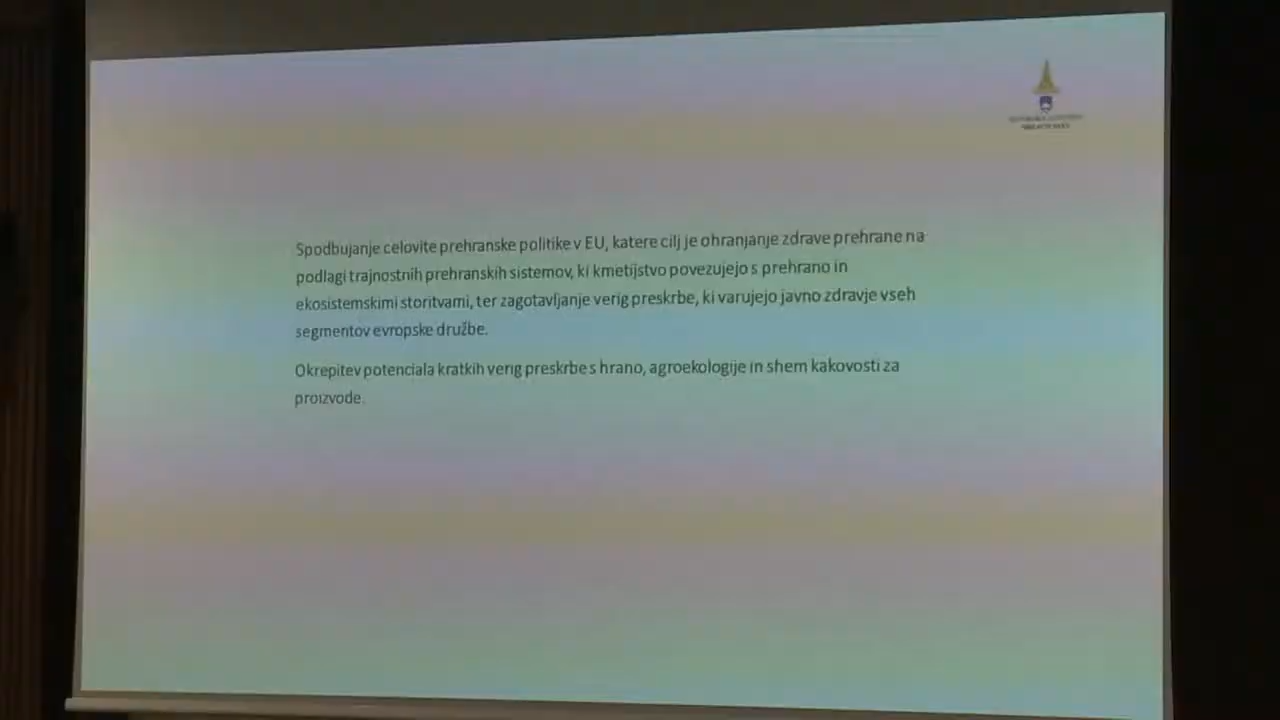 Spodbujanje celovite prehranske politike v EU, katere cilj je ohranjanje zdrave prehrane na
podlagi trajnostnih prehranskih sistemov, ki kmetijstvo povezujejo s prehrano in
ekosistemskimi storitvami, ter zagotavljanje verig preskrbe, ki varujejo javno zdravje vseh
segmentov evropske družbe.
Okrepitev potenciala kratkih verig preskrbe s hrano, agroekologije in shem kakovosti za
proizvode.